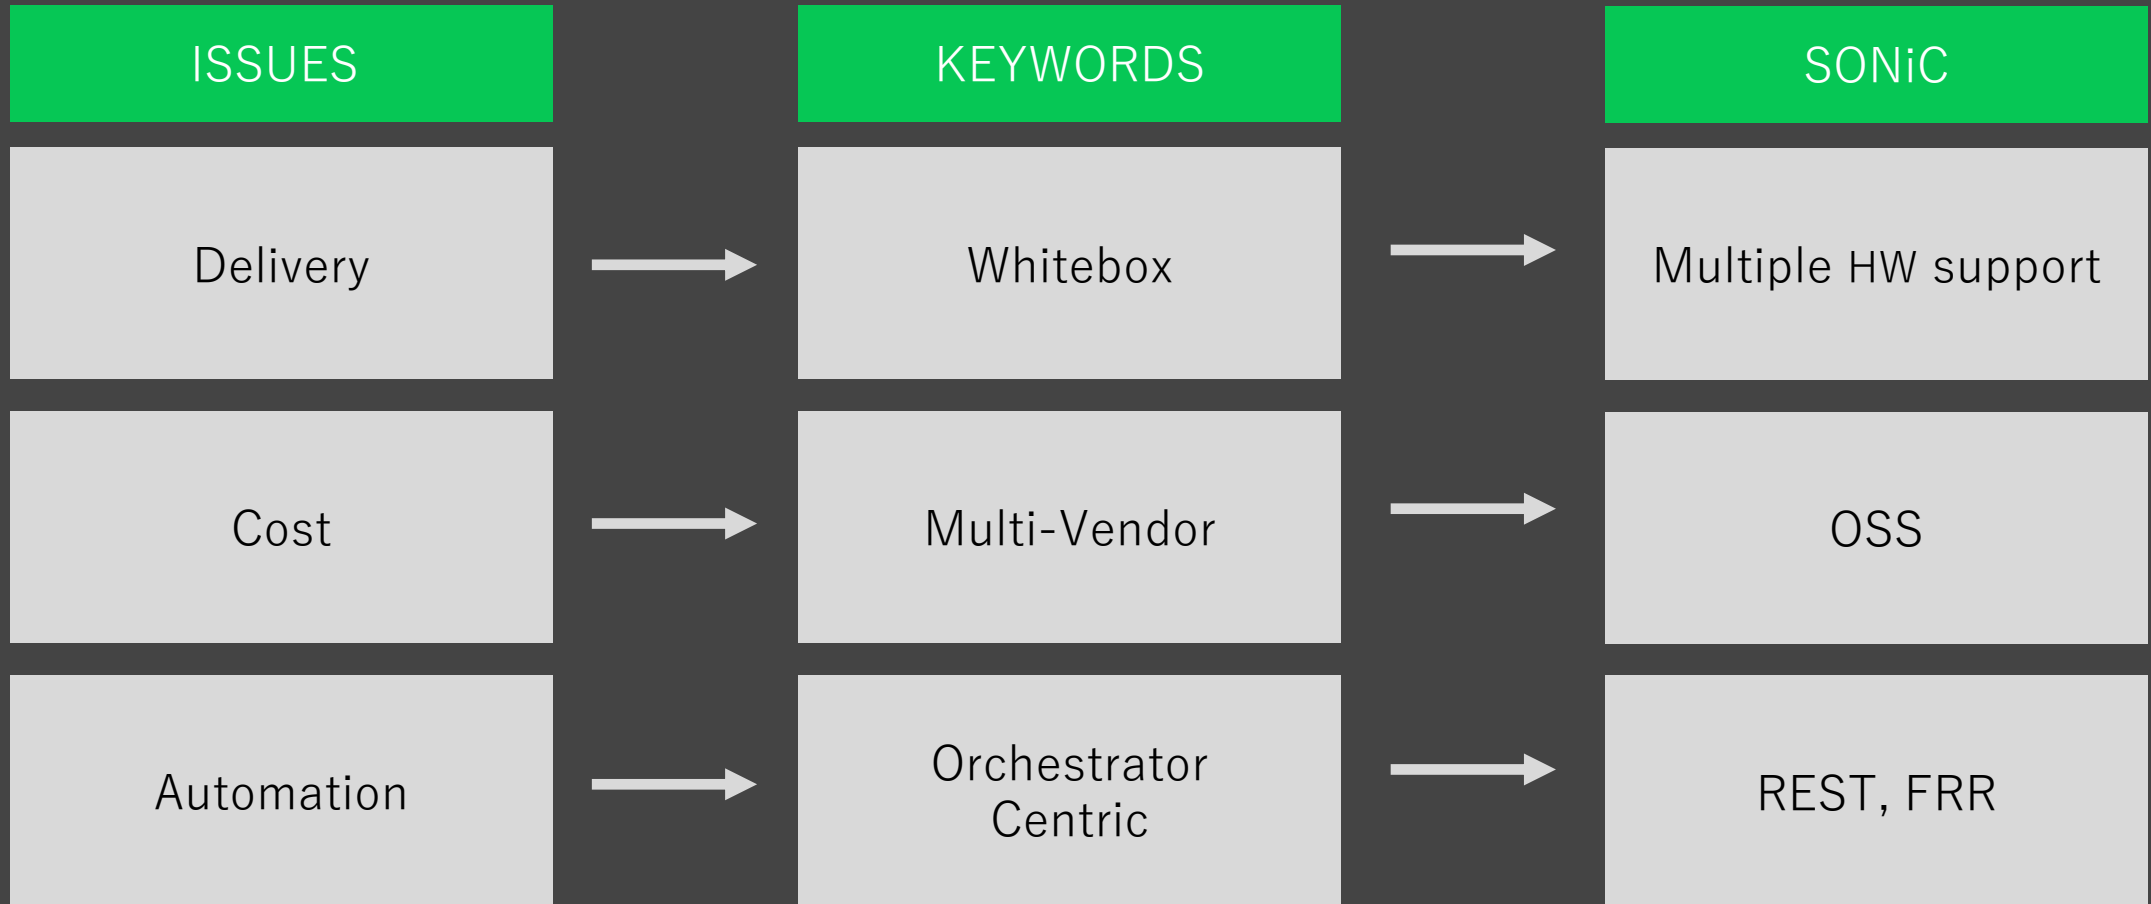 ISSUES
KEYWORDS
SONiC
Delivery
Whitebox
Multiple HW support
Cost
Multi-Vendor
OSS
Automation
Orchestrator
Centric
REST, FRR